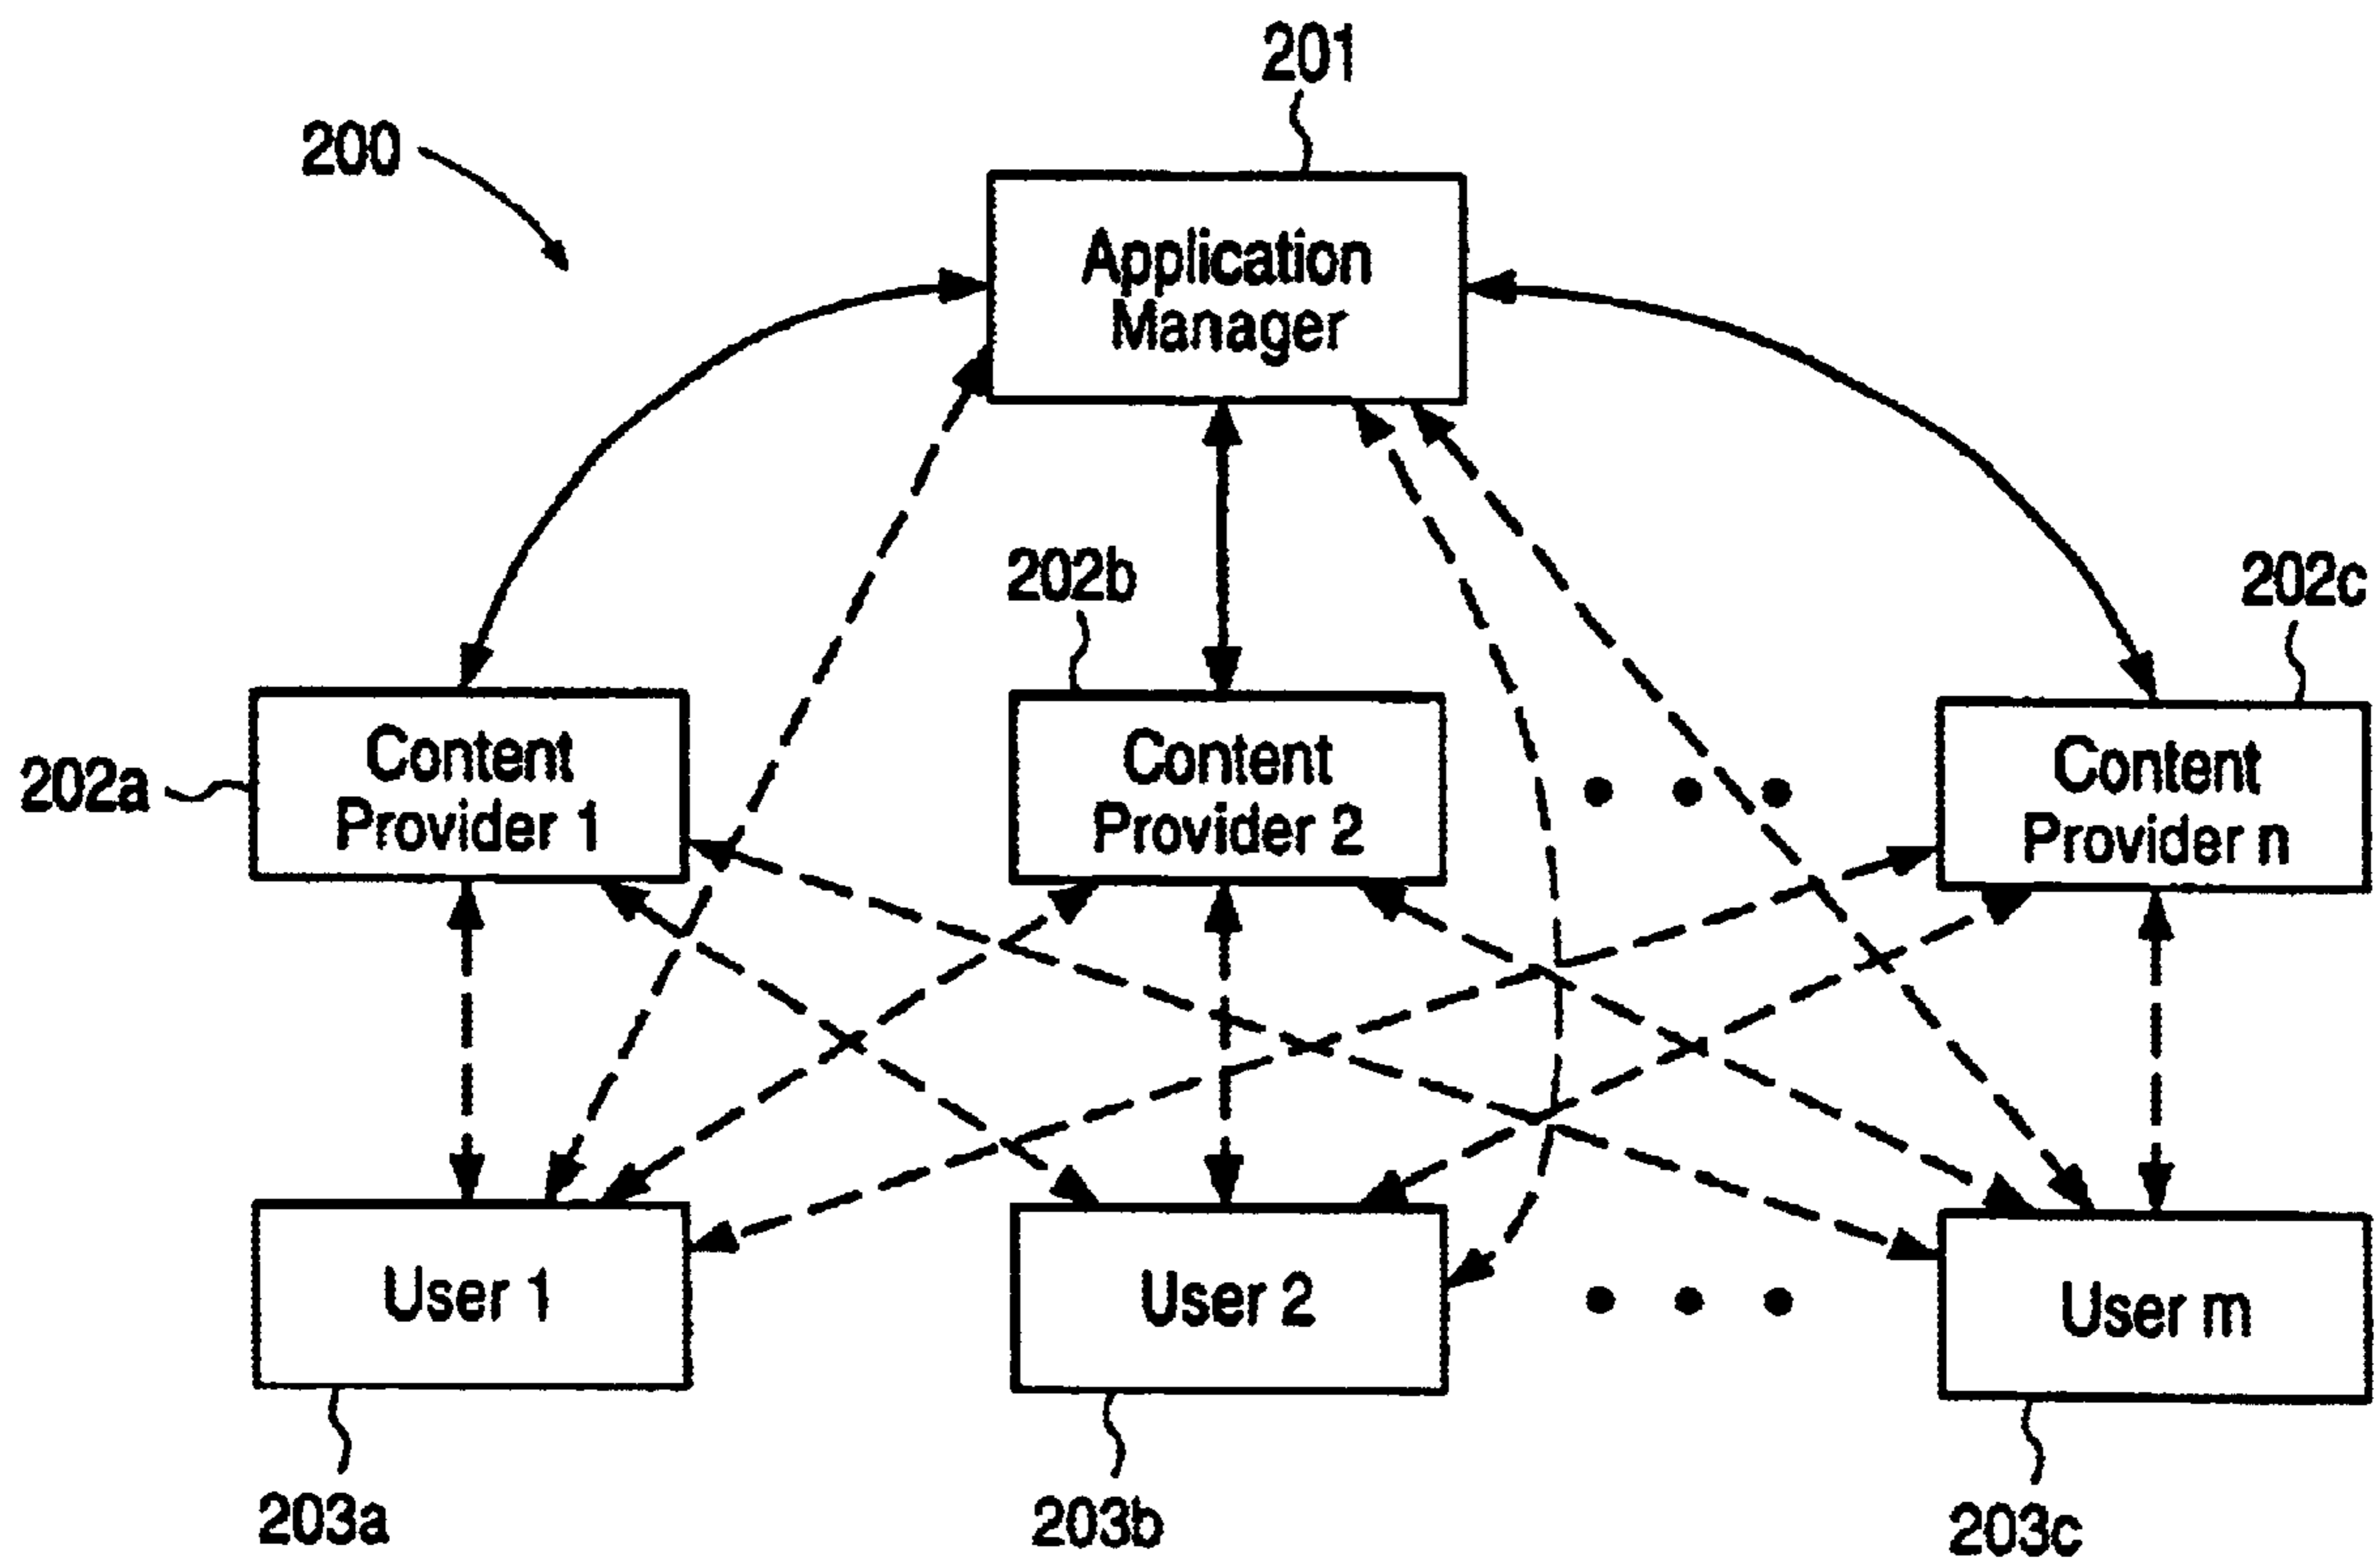 201
200
Application
Manager
202b
202c
202a
Content
Provider 1
Content
Provider 2
Content
Provider n
User 1
User 2
User m
203a
203b
203c